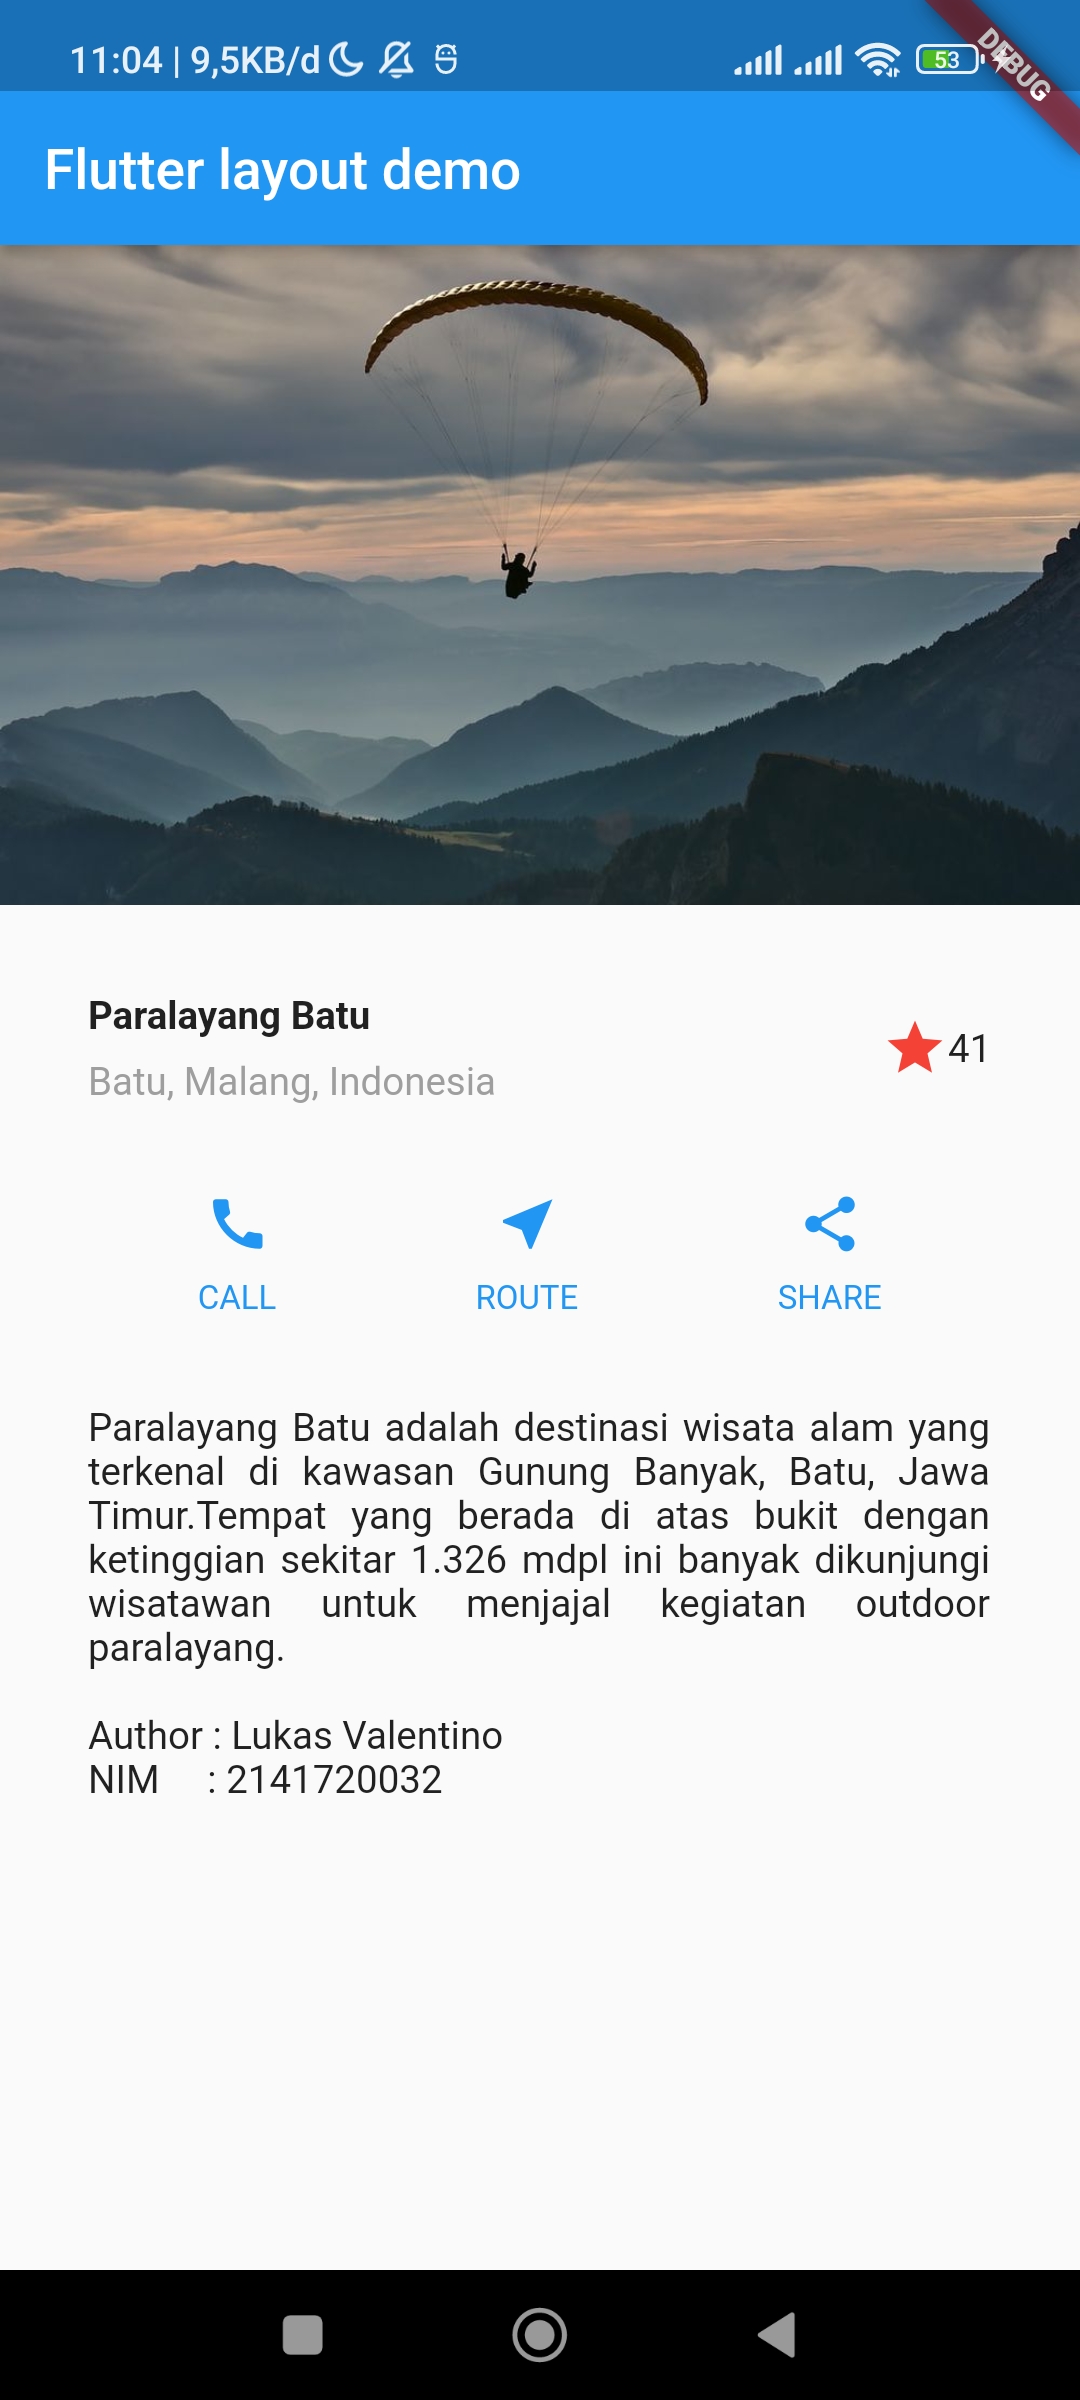 11:04 | 9,5KB/d
53
DEBUG
Flutter layout demo
Paralayang Batu
Batu, Malang, Indonesia
41
CALL
ROUTE
SHARE
Paralayang Batu adalah destinasi wisata alam yang
terkenal di kawasan Gunung Banyak, Batu, Jawa
Timur.Tempat yang berada di atas bukit dengan
ketinggian sekitar 1.326 mdpl ini banyak dikunjungi
wisatawan untuk menjajal kegiatan outdoor
paralayang.
Author : Lukas Valentino
NIM : 2141720032